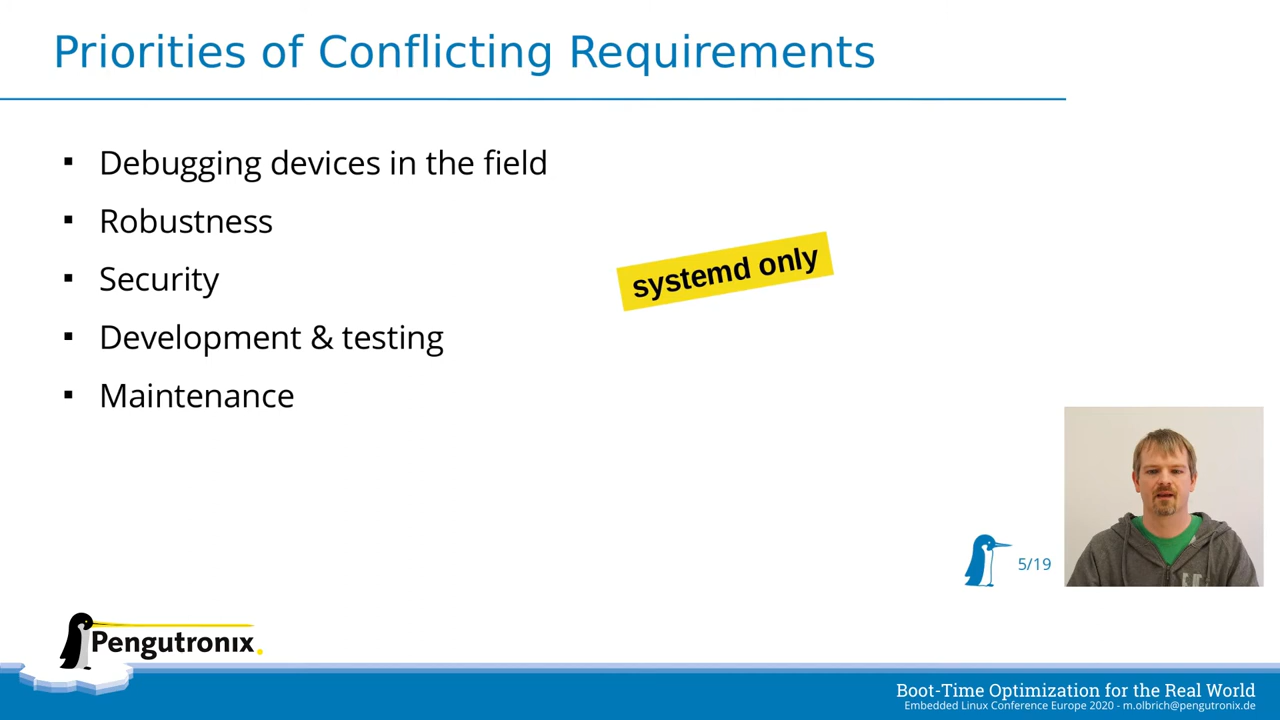 Priorities of Conflicting Requirements
▪ Debugging devices in the field
▪ Robustness
▪ Security
▪ Development & testing
▪ Maintenance
systemd only
5/19
Pengutronix
Boot-Time Optimization for the Real World
Embedded Linux Conference Europe 2020 - m.olbrich@pengutronix.de